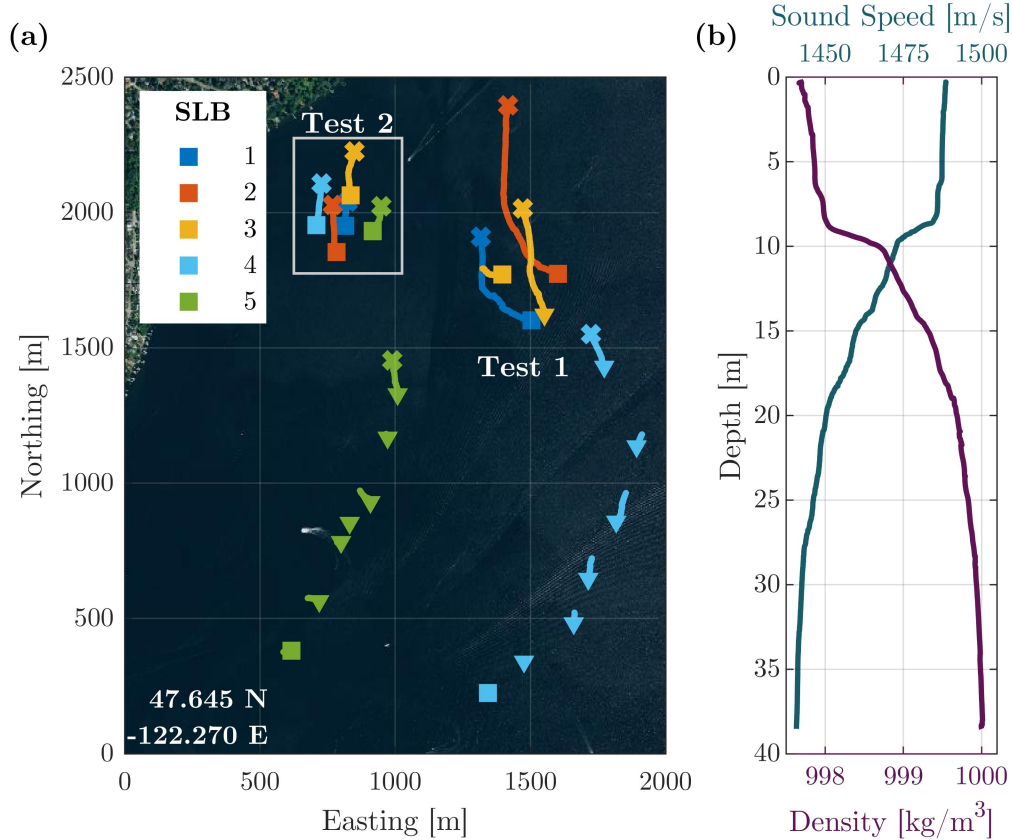 (a)
2500
2000
1500
1000
500
0
Northing [m]
SLB
1
2
3
4
5
Test 2
Test 1
47.645 N
-122.270 E
0 500 1000 1500 2000
Easting [m]
(b)
Sound Speed [m/s]
1450 1475 1500
0
5
10
15
20
25
30
35
40
Depth [m]
998 999 1000
Density [kg/m³]